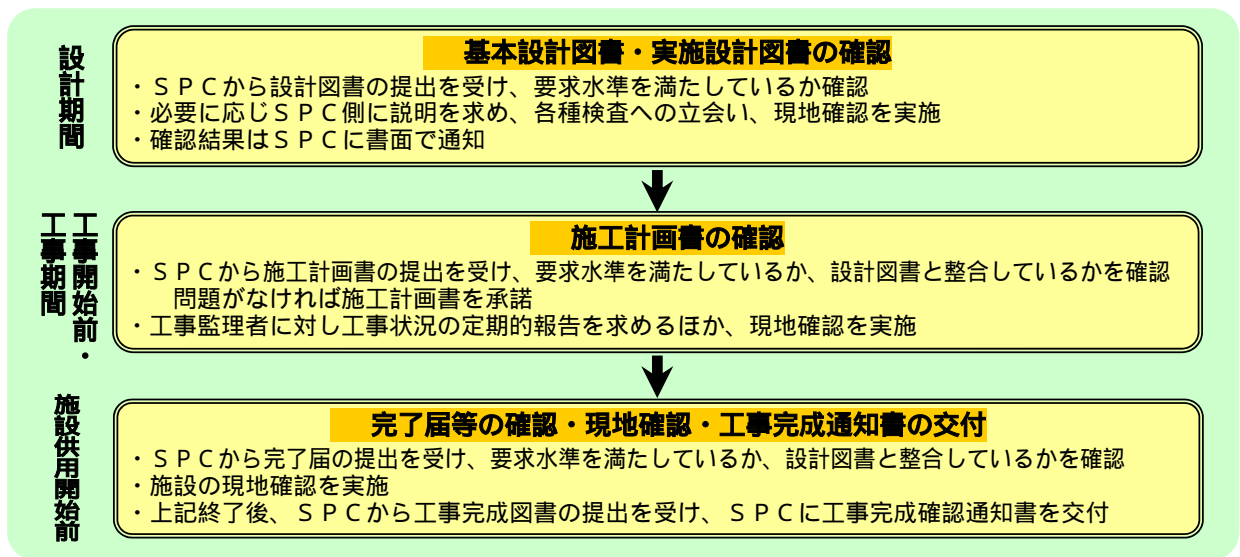 設計期間
基本設計図書・実施設計図書の確認
・ＳＰＣから設計図書の提出を受け、要求水準を満たしているか確認
・必要に応じＳＰＣ側に説明を求め、各種検査への立会い、現地確認を実施
・確認結果はＳＰＣに書面で通知
工事開始前・
工事期間
施工計画書の確認
・ＳＰＣから施工計画書の提出を受け、要求水準を満たしているか、設計図書と整合しているかを確認
問題がなければ施工計画書を承諾
・工事監理者に対し工事状況の定期的報告を求めるほか、現地確認を実施
施設供用開始前
完了届等の確認・現地確認・工事完成通知書の交付
・ＳＰＣから完了届の提出を受け、要求水準を満たしているか、設計図書と整合しているかを確認
・施設の現地確認を実施
・上記終了後、ＳＰＣから工事完成図書の提出を受け、ＳＰＣに工事完成確認通知書を交付